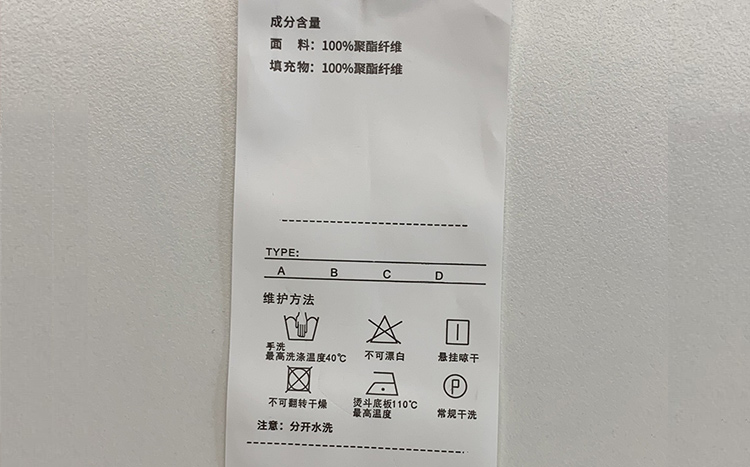 成分含量
面 料：100%聚酯纤维
填充物：100%聚酯纤维
TYPE:
A B C D
维护方法
手洗
最高洗涤温度40℃
不可漂白
悬挂晾干
不可翻转干燥
烫斗底板110℃
最高温度
P
常规干洗
注意：分开水洗